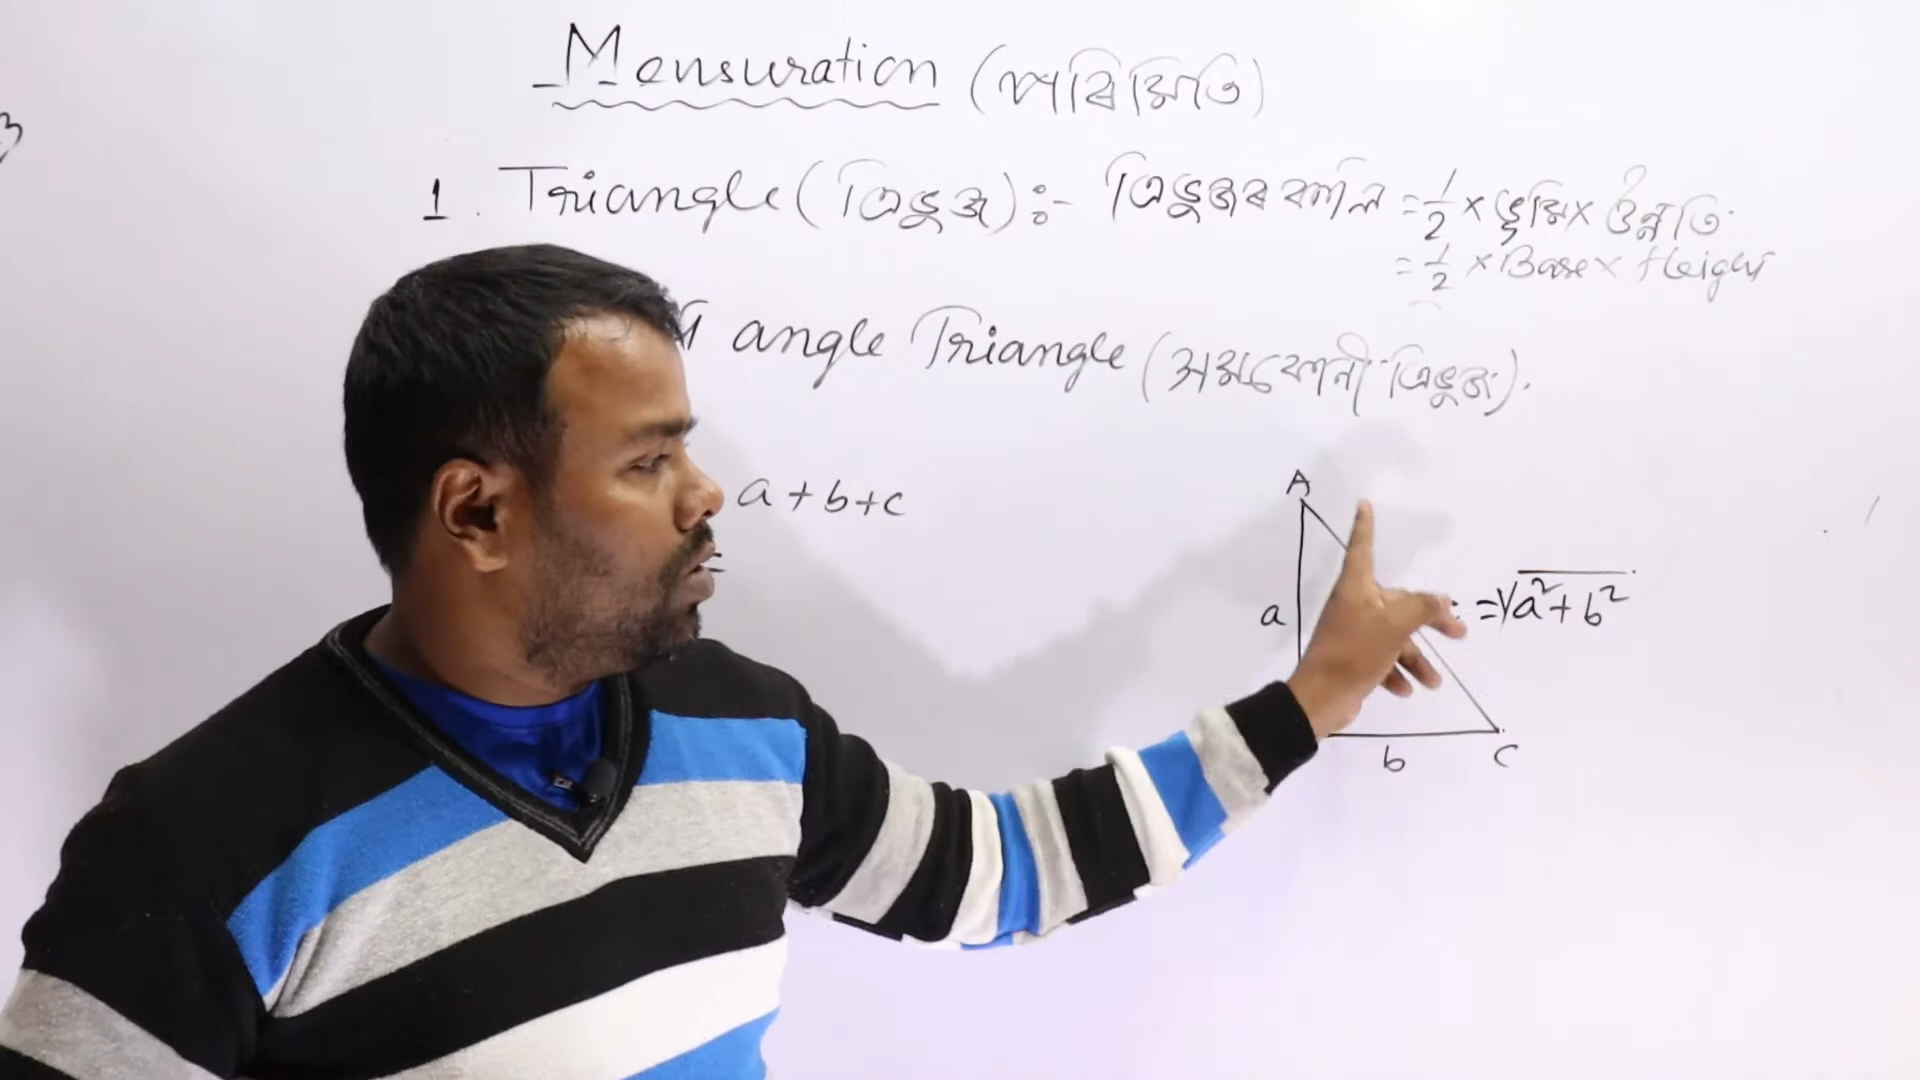 Mensuration (পৰিমিতি)
1. Triangle (ত্ৰিভুজ) :- ত্ৰিভুজৰ কালি = 1/2 × ভূমি × উন্নতি
= 1/2 × Base × Height
angle Triangle (সমকোণী ত্ৰিভুজ).
a + b + c
A
a
= √a² + b²
b
C